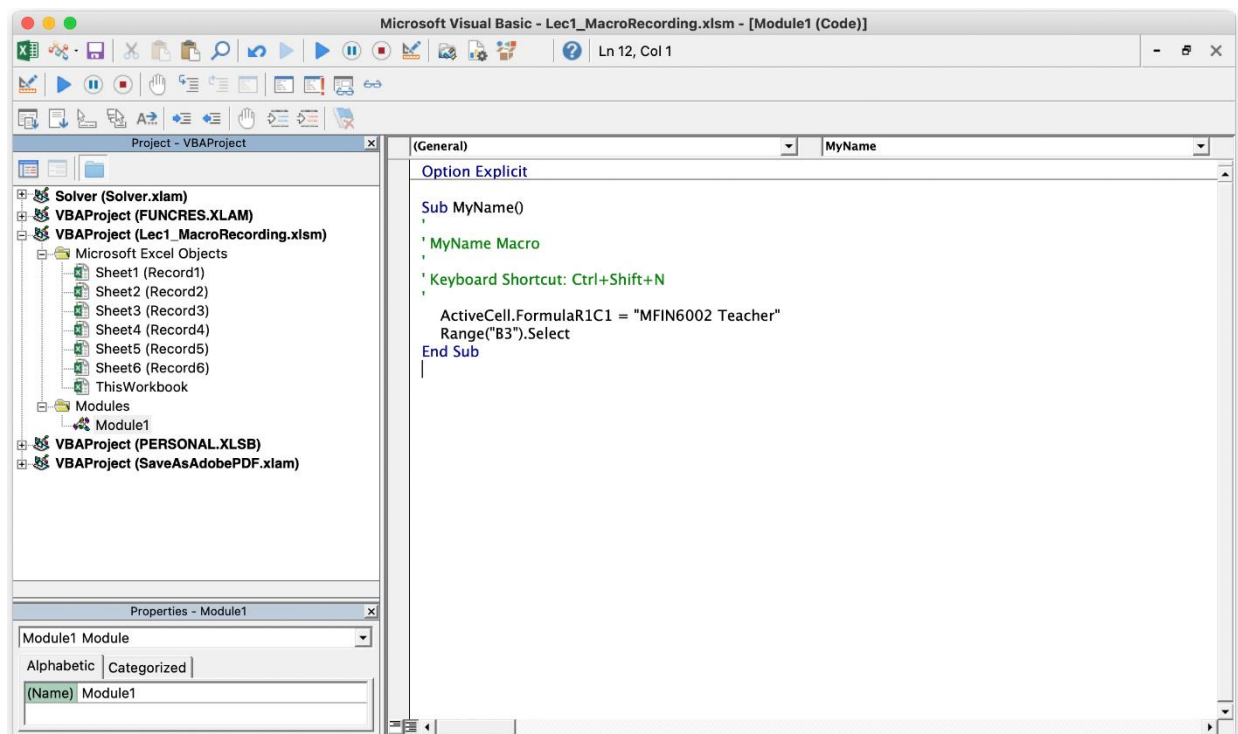 Microsoft Visual Basic - Lec1_MacroRecording.xlsm - [Module1 (Code)]
Ln 12, Col 1
Project - VBAProject
Solver (Solver.xlam)
VBAProject (FUNCRES.XLAM)
VBAProject (Lec1_MacroRecording.xlsm)
Microsoft Excel Objects
Sheet1 (Record1)
Sheet2 (Record2)
Sheet3 (Record3)
Sheet4 (Record4)
Sheet5 (Record5)
Sheet6 (Record6)
ThisWorkbook
Modules
Module1
VBAProject (PERSONAL.XLSB)
VBAProject (SaveAsAdobePDF.xlam)
Properties - Module1
Module1 Module
Alphabetic Categorized
(Name) Module1
(General) MyName
Option Explicit
Sub MyName()
'
' MyName Macro
'
' Keyboard Shortcut: Ctrl+Shift+N
'
ActiveCell.FormulaR1C1 = "MFIN6002 Teacher"
Range("B3").Select
End Sub